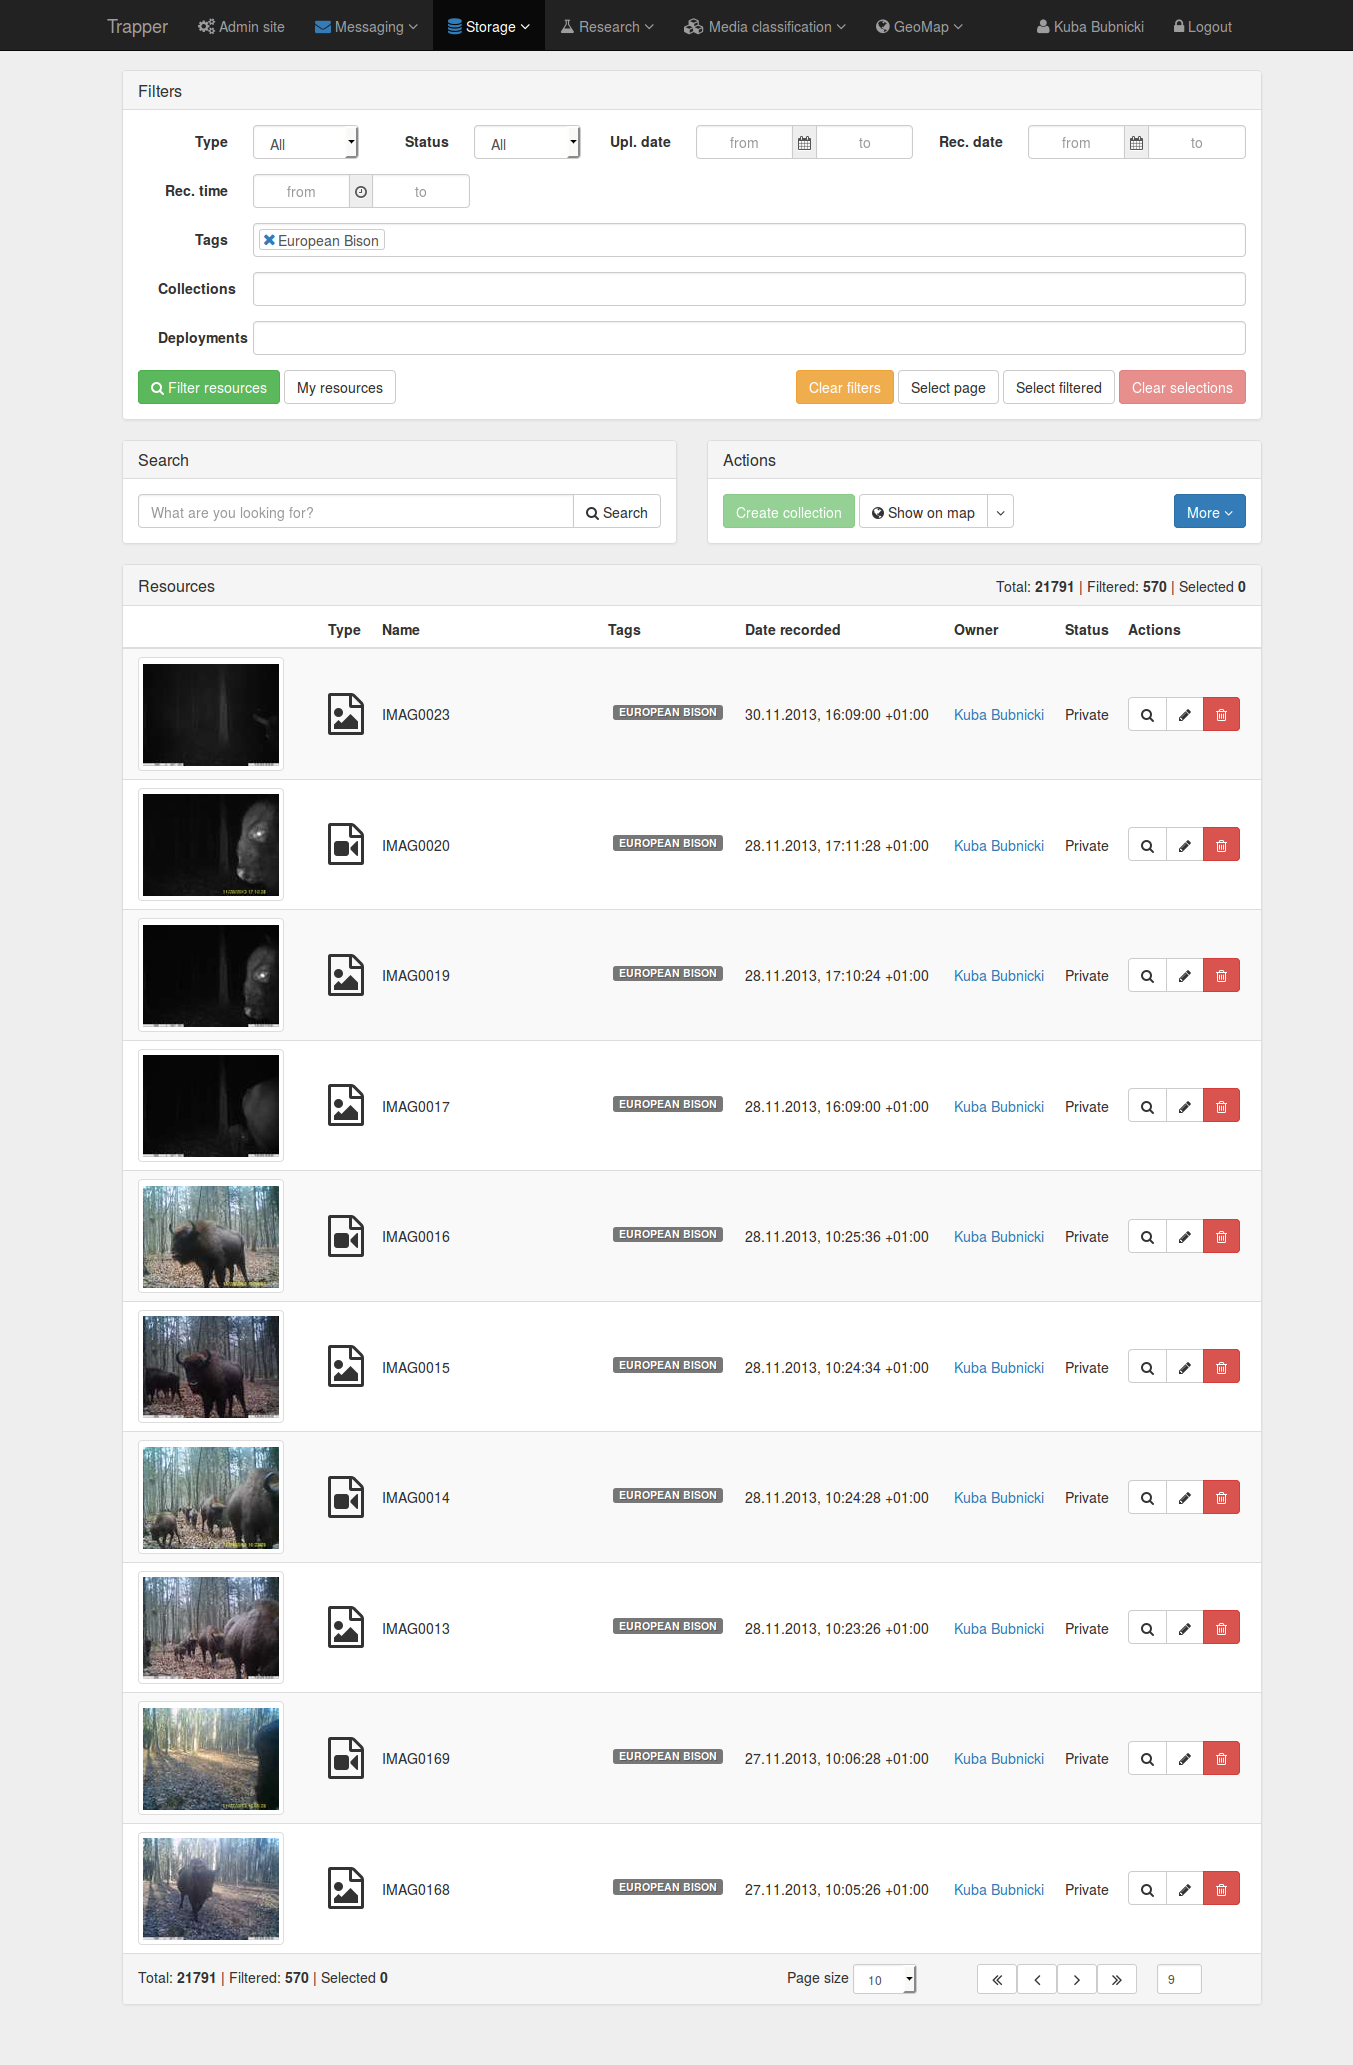 Trapper Admin site Messaging Storage Research Media classification GeoMap Kuba Bubnicki Logout
Filters
Type All Status All Upl. date from to Rec. date from to
Rec. time from to
Tags European Bison
Collections
Deployments
Filter resources My resources Clear filters Select page Select filtered Clear selections
Search Actions
What are you looking for? Search Create collection Show on map More
Resources Total: 21791 | Filtered: 570 | Selected 0
Type Name Tags Date recorded Owner Status Actions
IMAG0023 EUROPEAN BISON 30.11.2013, 16:09:00 +01:00 Kuba Bubnicki Private
IMAG0020 EUROPEAN BISON 28.11.2013, 17:11:28 +01:00 Kuba Bubnicki Private
IMAG0019 EUROPEAN BISON 28.11.2013, 17:10:24 +01:00 Kuba Bubnicki Private
IMAG0017 EUROPEAN BISON 28.11.2013, 16:09:00 +01:00 Kuba Bubnicki Private
IMAG0016 EUROPEAN BISON 28.11.2013, 10:25:36 +01:00 Kuba Bubnicki Private
IMAG0015 EUROPEAN BISON 28.11.2013, 10:24:34 +01:00 Kuba Bubnicki Private
IMAG0014 EUROPEAN BISON 28.11.2013, 10:24:28 +01:00 Kuba Bubnicki Private
IMAG0013 EUROPEAN BISON 28.11.2013, 10:23:26 +01:00 Kuba Bubnicki Private
IMAG0169 EUROPEAN BISON 27.11.2013, 10:06:28 +01:00 Kuba Bubnicki Private
IMAG0168 EUROPEAN BISON 27.11.2013, 10:05:26 +01:00 Kuba Bubnicki Private
Total: 21791 | Filtered: 570 | Selected 0 Page size 10 9